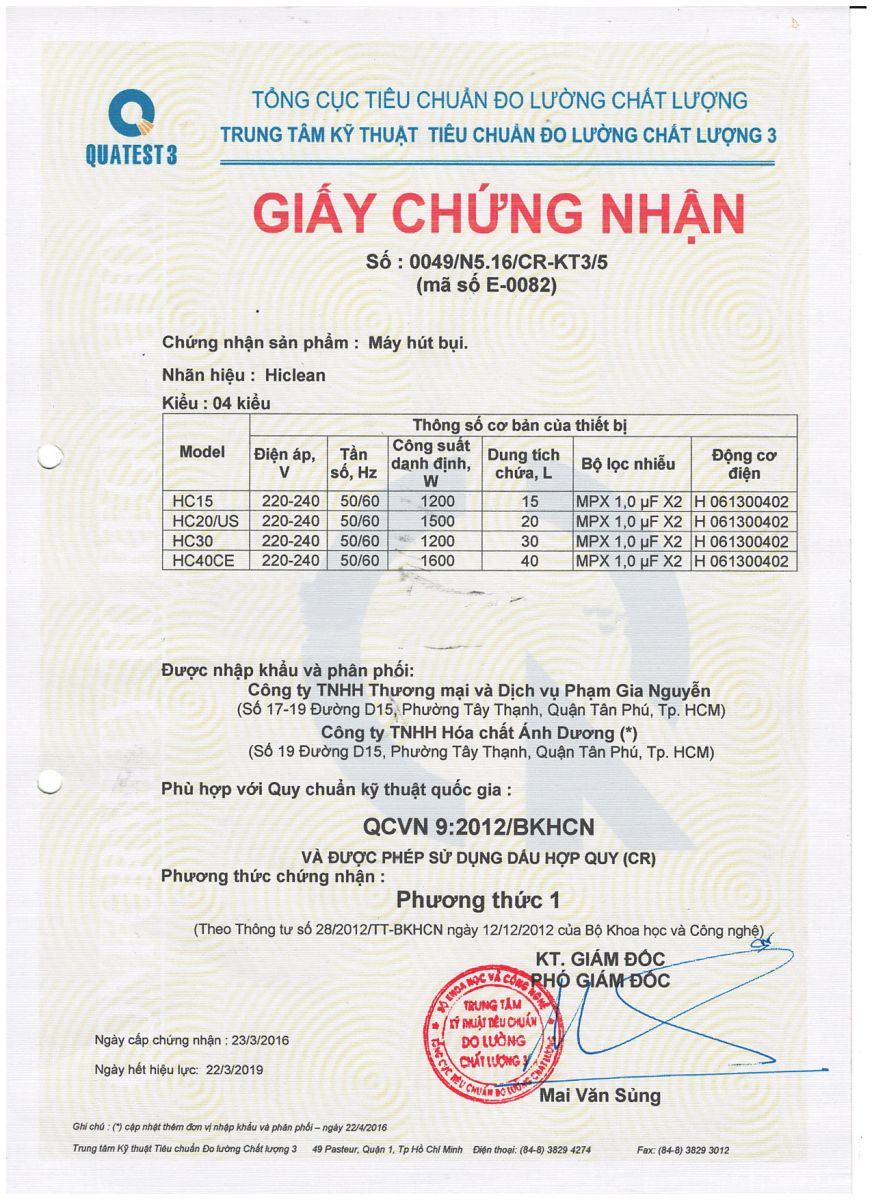 TỔNG CỤC TIÊU CHUẨN ĐO LƯỜNG CHẤT LƯỢNG
TRUNG TÂM KỸ THUẬT TIÊU CHUẨN ĐO LƯỜNG CHẤT LƯỢNG 3
QUATEST 3
GIẤY CHỨNG NHẬN
Số : 0049/N5.16/CR-KT3/5
(mã số E-0082)
Chứng nhận sản phẩm : Máy hút bụi.
Nhãn hiệu : Hiclean
Kiểu : 04 kiểu
Model
Thông số cơ bản của thiết bị
Điện áp, V
Tần số, Hz
Công suất danh định, W
Dung tích chứa, L
Bộ lọc nhiễu
Động cơ điện
HC15 220-240 50/60 1200 15 MPX 1,0 µF X2 H 061300402
HC20/US 220-240 50/60 1500 20 MPX 1,0 µF X2 H 061300402
HC30 220-240 50/60 1200 30 MPX 1,0 µF X2 H 061300402
HC40CE 220-240 50/60 1600 40 MPX 1,0 µF X2 H 061300402
Được nhập khẩu và phân phối:
Công ty TNHH Thương mại và Dịch vụ Phạm Gia Nguyễn
(Số 17-19 Đường D15, Phường Tây Thạnh, Quận Tân Phú, Tp. HCM)
Công ty TNHH Hóa chất Ánh Dương (*)
(Số 19 Đường D15, Phường Tây Thạnh, Quận Tân Phú, Tp. HCM)
Phù hợp với Quy chuẩn kỹ thuật quốc gia :
QCVN 9:2012/BKHCN
VÀ ĐƯỢC PHÉP SỬ DỤNG DẤU HỢP QUY (CR)
Phương thức chứng nhận :
Phương thức 1
(Theo Thông tư số 28/2012/TT-BKHCN ngày 12/12/2012 của Bộ Khoa học và Công nghệ)
KT. GIÁM ĐỐC
PHÓ GIÁM ĐỐC
BỘ KHOA HỌC VÀ CÔNG NGHỆ
TRUNG TÂM
KỸ THUẬT TIÊU CHUẨN
ĐO LƯỜNG
CHẤT LƯỢNG 3
TỔNG CỤC TIÊU CHUẨN ĐO LƯỜNG CHẤT LƯỢNG
Ngày cấp chứng nhận : 23/3/2016
Ngày hết hiệu lực: 22/3/2019
Mai Văn Sủng
Ghi chú : (*) cập nhật thêm đơn vị nhập khẩu và phân phối – ngày 22/4/2016
Trung tâm Kỹ thuật Tiêu chuẩn Đo lường Chất lượng 3 49 Pasteur, Quận 1, Tp Hồ Chí Minh Điện thoại: (84-8) 3829 4274 Fax: (84-8) 3829 3012